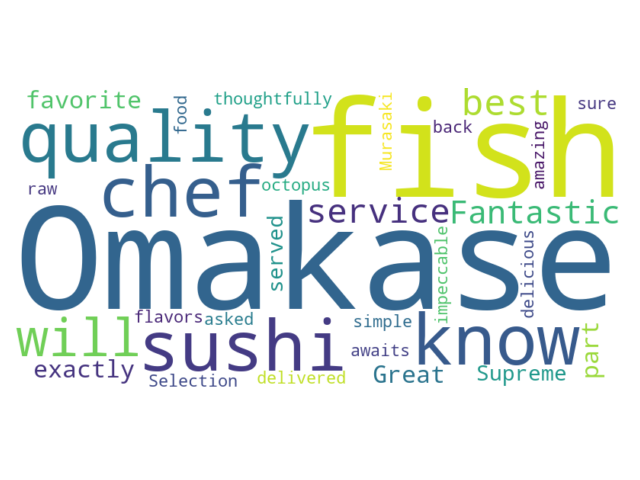 favorite
food
thoughtfully
fish
Murasaki
best
back
sure
quality
amazing
raw
chef
octopus
service
Fantastic
Omakase
served
impeccable
delicious
will
flavors
asked
sushi
simple
know
awaits
part
exactly
Selection
delivered
Great
Supreme